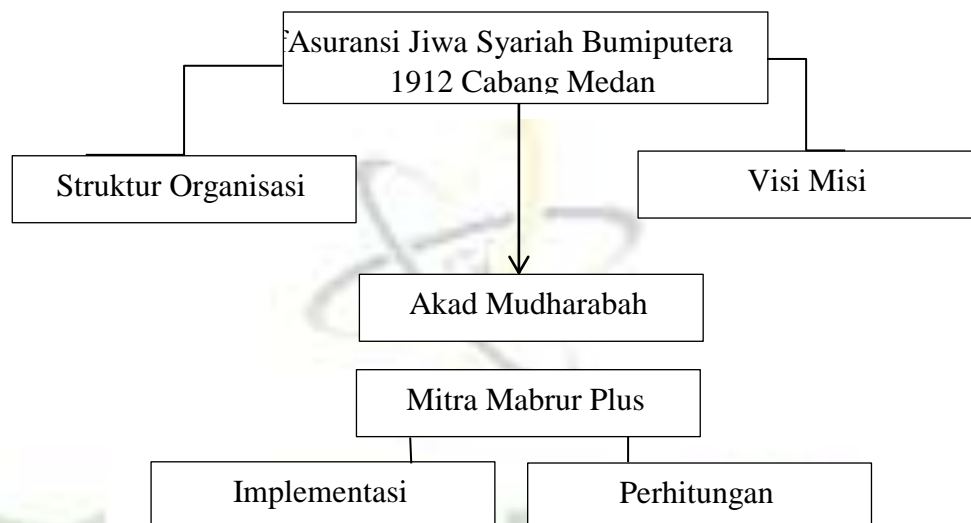 Asuransi Jiwa Syariah Bumiputera
1912 Cabang Medan
Struktur Organisasi
Visi Misi
Akad Mudharabah
Mitra Mabrur Plus
Implementasi
Perhitungan